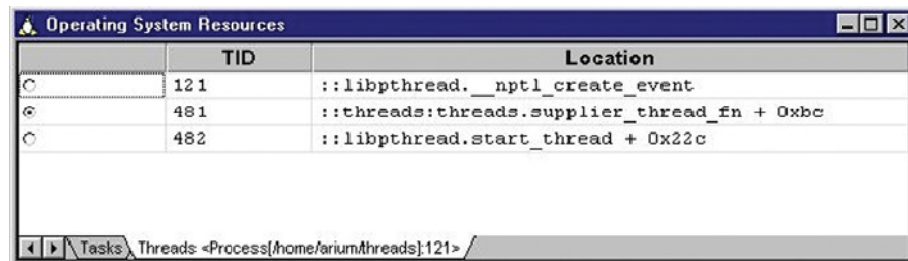 Operating System Resources
TID Location
121 ::libpthread.__nptl_create_event
481 ::threads:threads.supplier_thread_fn + 0xbc
482 ::libpthread.start_thread + 0x22c
Tasks Threads <Process[/home/arium/threads]:121>